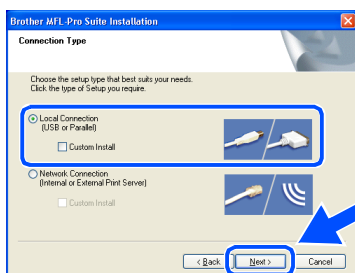 Brother MFL-Pro Suite Installation
Connection Type
Choose the setup type that best suits your needs.
Click the type of Setup you require.
Local Connection
(USB or Parallel)
Custom Install
Network Connection
(Internal or External Print Server)
Custom Install
< Back
Next >
Cancel